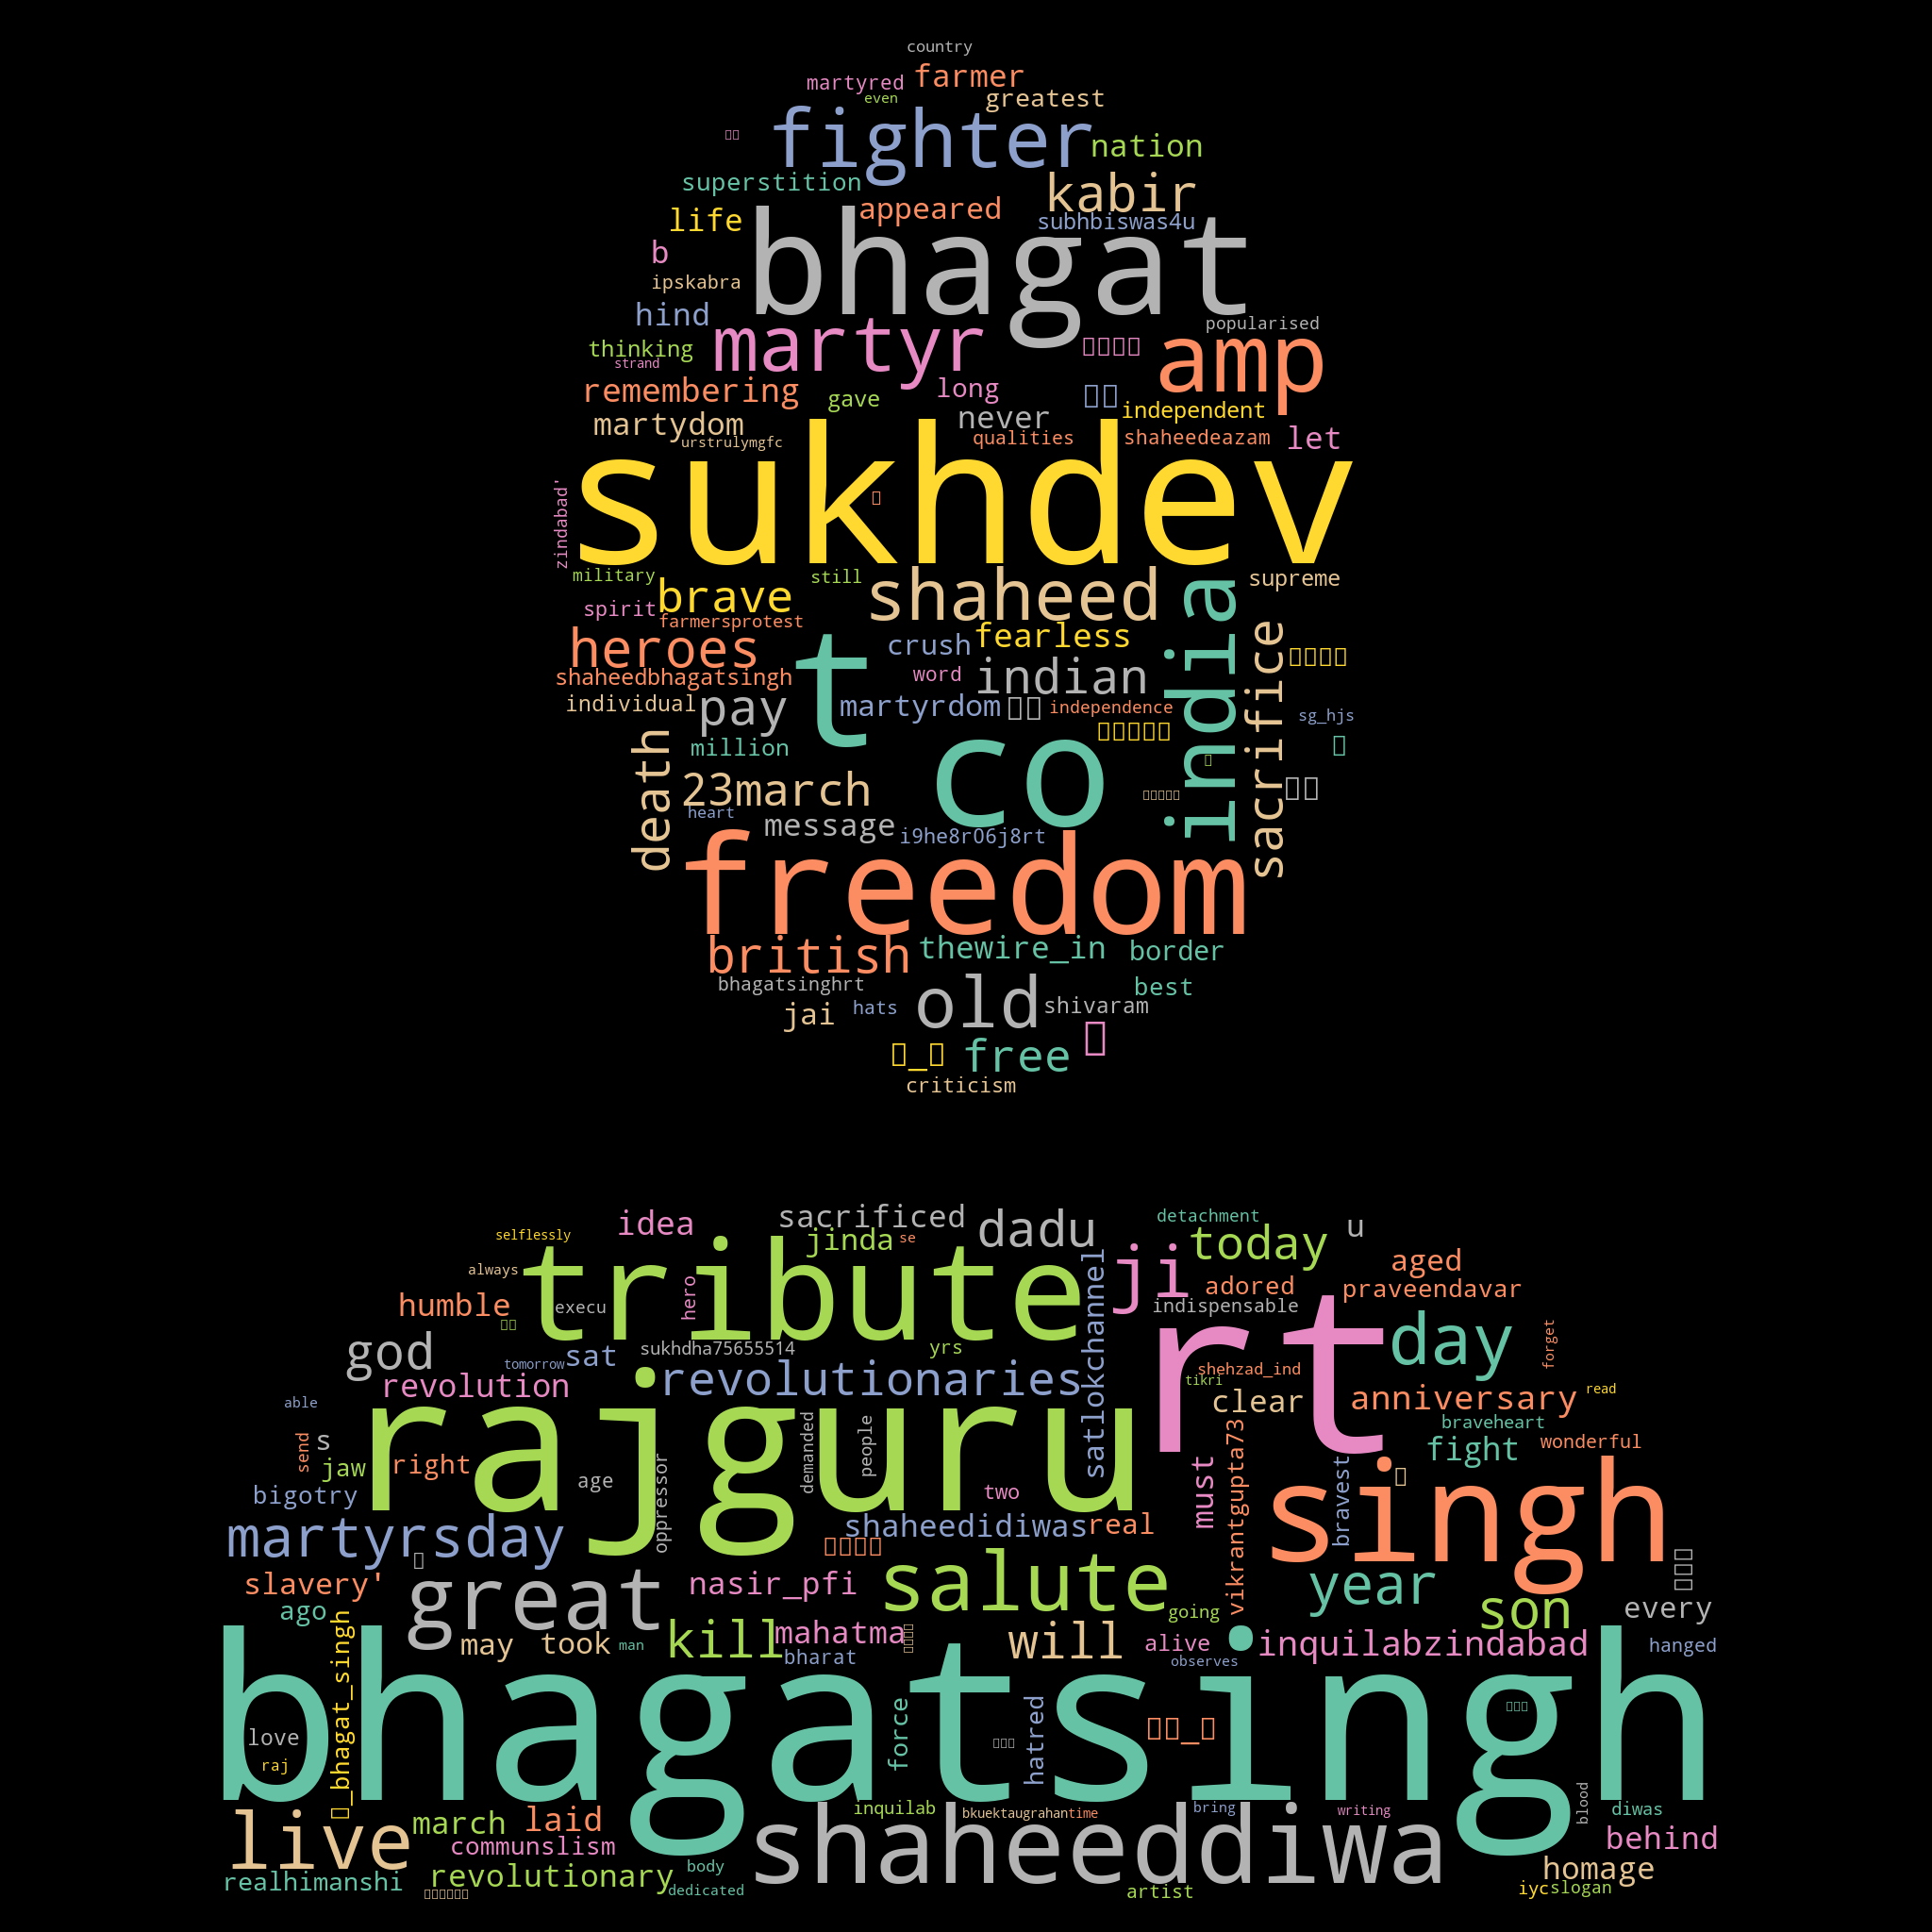 country
martyred farmer
even greatest
fighter nation
superstition kabir
life appeared subhbiswas4u
b bhagat
ipskabra
hind popularised
thinking martyr amp
strand
remembering long
gave never independent
martydom qualities shaheedeazam let
urstrulymgfc
sukhdev
zindabad'
military still shaheed supreme
spirit brave india
farmersprotest fearless
heroes t crush sacrifice
shaheedbhagatsingh word indian
individual pay martyrdom independence sg_hjs
million co
death 23march
heart message i9he8r06j8rt
freedom
british thewire_in border
bhagatsinghrt old best
jai hats shivaram
free
criticism
selflessly idea sacrificed dadu detachment u
jinda se today
always tribute ji aged
humble execu hero satlokchannel adored praveendavar
indispensable
god sukhdha75655514 yrs rt day forget
tomorrow sat shehzad_ind
revolution revolutionaries tikri read
able clear anniversary
send s rajguru people demanded braveheart
jaw right fight wonderful
bigotry age oppressor two must vikrantgupta73 bravest singh
martyrsday shaheedidiwas real
slavery' great nasir_pfi salute year son
ago going every
may took man kill mahatma will alive inquilabzindabad hanged
bharat observes
_bhagat_singh bhagatsingh
love force hatred
raj
live march laid inquilab bkuektaugrahan time bring writing blood diwas
communslism shaheeddiwa behind
realhimanshi revolutionary body homage
dedicated artist iyc slogan